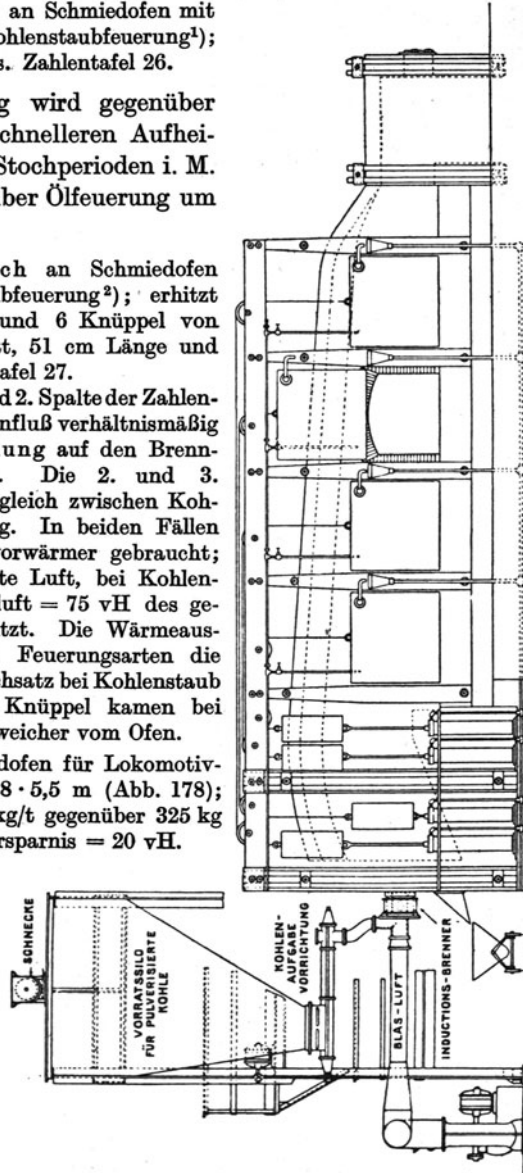 an Schmiedofen mit
ohlenstaubfeuerung¹);
s. Zahlentafel 26.
g wird gegenüber
chnelleren Aufhei-
Stochperioden i. M.
ber Ölfeuerung um
ch an Schmiedofen
bfeuerung²); erhitzt
und 6 Knüppel von
t, 51 cm Länge und
afel 27.
d 2. Spalte der Zahlen-
nfluß verhältnismäßig
ung auf den Brenn-
. Die 2. und 3.
gleich zwischen Koh-
g. In beiden Fällen
vorwärmer gebraucht;
te Luft, bei Kohlen-
luft = 75 vH des ge-
tzt. Die Wärmeaus-
Feuerungsarten die
chsatz bei Kohlenstaub
Knüppel kamen bei
weicher vom Ofen.
dofen für Lokomotiv-
8 · 5,5 m (Abb. 178);
kg/t gegenüber 325 kg
rsparnis = 20 vH.
SCHNECKE
VORRATSSILO
FÜR PULVERISIERTE
KOHLE
KOHLEN-
AUFGABE
VORRICHTUNG
BLAS-LUFT
INDUCTIONS-BRENNER